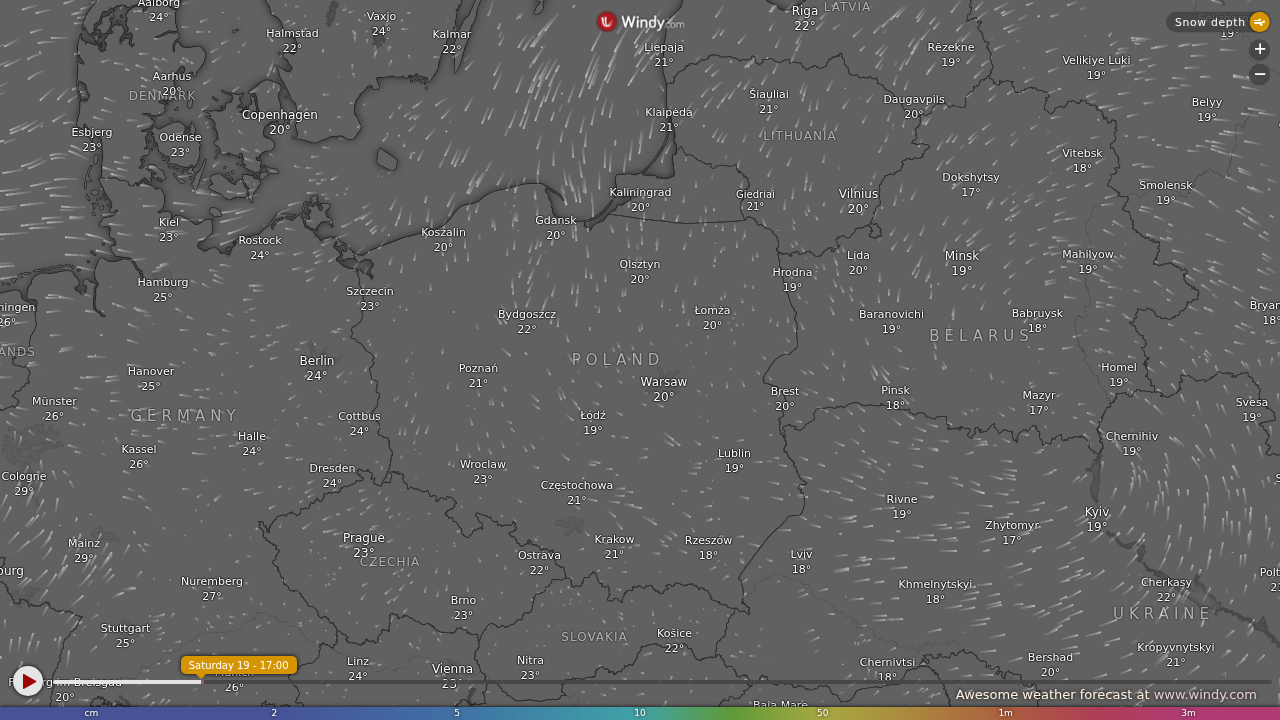 Aalborg
24°
Vaxjo
24°
Halmstad
22°
Kalmar
22°
Windy.com
Riga
22°
LATVIA
Snow depth
19°
Liepaja
21°
Rēzekne
19°
Velikiye Luki
19°
+
−
Aarhus
20°
DENMARK
Copenhagen
20°
Klaipėda
21°
Šiauliai
21°
Daugavpils
20°
Belyy
19°
Esbjerg
23°
Odense
23°
LITHUANIA
Vitebsk
18°
Kaliningrad
20°
Giedriai
21°
Vilnius
20°
Dokshytsy
17°
Smolensk
19°
Kiel
23°
Rostock
24°
Koszalin
20°
Gdansk
20°
Hamburg
25°
Szczecin
23°
Olsztyn
20°
Hrodna
19°
Lida
20°
Minsk
19°
Mahilyow
19°
ningen
26°
Bydgoszcz
22°
Łomża
20°
Baranovichi
19°
Babruysk
18°
Bryan
18°
BELARUS
ANDS
Hanover
25°
Berlin
24°
Poznań
21°
POLAND
Warsaw
20°
Brest
20°
Pinsk
18°
Mazyr
17°
Homel
19°
Münster
26°
GERMANY
Cottbus
24°
Łódź
19°
Svesa
19°
Kassel
26°
Halle
24°
Chernihiv
19°
Cologne
29°
Dresden
24°
Wroclaw
23°
Częstochowa
21°
Lublin
19°
Rivne
19°
Zhytomyr
17°
Kyiv
19°
Mainz
29°
Prague
23°
CZECHIA
Ostrava
22°
Krakow
21°
Rzeszów
18°
Lviv
18°
Khmelnytskyi
18°
Cherkasy
22°
UKRAINE
Nuremberg
27°
Brno
23°
Stuttgart
25°
SLOVAKIA
Košice
22°
Kropyvnytskyi
21°
Saturday 19 - 17:00
Linz
24°
Vienna
23°
Nitra
23°
Chernivtsi
18°
Bershad
20°
20°
26°
Awesome weather forecast at www.windy.com
Baia Mare
cm 2 5 10 50 1m 3m